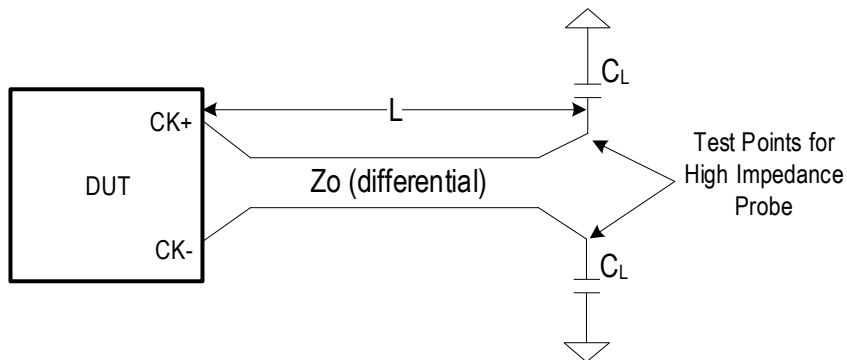 CL
L
CK+
Test Points for
High Impedance
Probe
DUT
Zo (differential)
CK-
CL